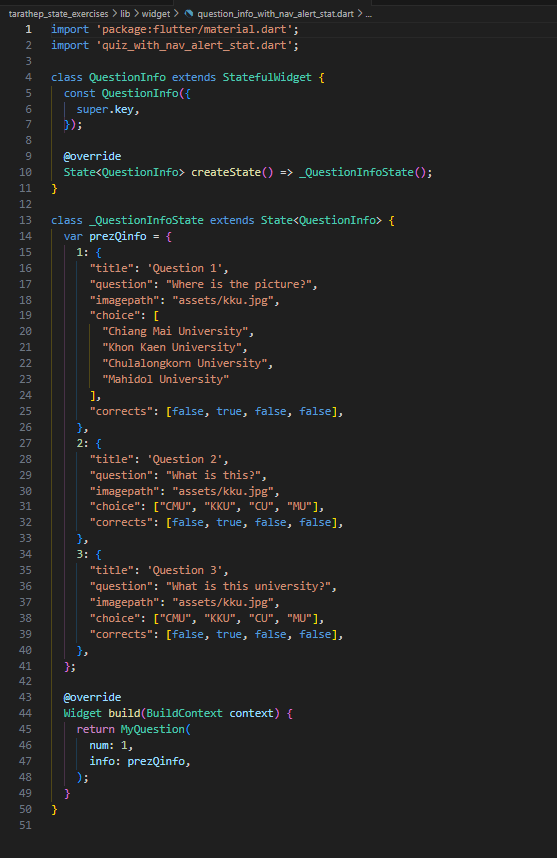 tarathep_state_exercises > lib > widget > question_info_with_nav_alert_stat.dart > ...
1 import 'package:flutter/material.dart';
2 import 'quiz_with_nav_alert_stat.dart';
3
4 class QuestionInfo extends StatefulWidget {
5   const QuestionInfo({
6     super.key,
7   });
8
9   @override
10   State<QuestionInfo> createState() => _QuestionInfoState();
11 }
12
13 class _QuestionInfoState extends State<QuestionInfo> {
14   var prezQinfo = {
15     1: {
16       "title": 'Question 1',
17       "question": "Where is the picture?",
18       "imagepath": "assets/kku.jpg",
19       "choice": [
20         "Chiang Mai University",
21         "Khon Kaen University",
22         "Chulalongkorn University",
23         "Mahidol University"
24       ],
25       "corrects": [false, true, false, false],
26     },
27     2: {
28       "title": 'Question 2',
29       "question": "What is this?",
30       "imagepath": "assets/kku.jpg",
31       "choice": ["CMU", "KKU", "CU", "MU"],
32       "corrects": [false, true, false, false],
33     },
34     3: {
35       "title": 'Question 3',
36       "question": "What is this university?",
37       "imagepath": "assets/kku.jpg",
38       "choice": ["CMU", "KKU", "CU", "MU"],
39       "corrects": [false, true, false, false],
40     },
41   };
42
43   @override
44   Widget build(BuildContext context) {
45     return MyQuestion(
46       num: 1,
47       info: prezQinfo,
48     );
49   }
50 }
51